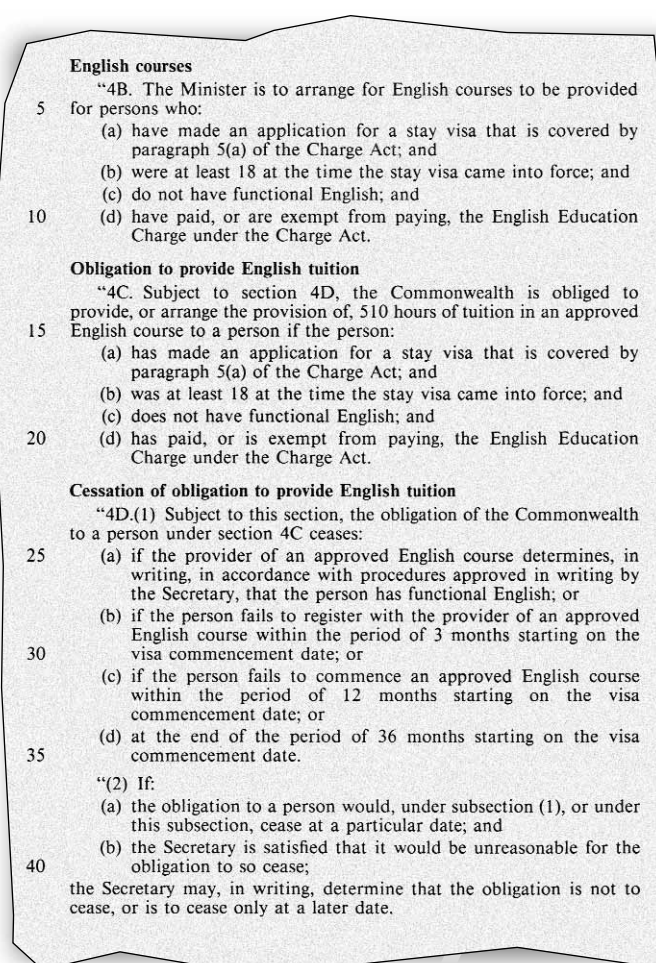 English courses
“4B. The Minister is to arrange for English courses to be provided
5 for persons who:
(a) have made an application for a stay visa that is covered by
paragraph 5(a) of the Charge Act; and
(b) were at least 18 at the time the stay visa came into force; and
(c) do not have functional English; and
10 (d) have paid, or are exempt from paying, the English Education
Charge under the Charge Act.
Obligation to provide English tuition
“4C. Subject to section 4D, the Commonwealth is obliged to
provide, or arrange the provision of, 510 hours of tuition in an approved
15 English course to a person if the person:
(a) has made an application for a stay visa that is covered by
paragraph 5(a) of the Charge Act; and
(b) was at least 18 at the time the stay visa came into force; and
(c) does not have functional English; and
20 (d) has paid, or is exempt from paying, the English Education
Charge under the Charge Act.
Cessation of obligation to provide English tuition
“4D.(1) Subject to this section, the obligation of the Commonwealth
to a person under section 4C ceases:
25 (a) if the provider of an approved English course determines, in
writing, in accordance with procedures approved in writing by
the Secretary, that the person has functional English; or
(b) if the person fails to register with the provider of an approved
English course within the period of 3 months starting on the
30 visa commencement date; or
(c) if the person fails to commence an approved English course
within the period of 12 months starting on the visa
commencement date; or
(d) at the end of the period of 36 months starting on the visa
35 commencement date.
“(2) If:
(a) the obligation to a person would, under subsection (1), or under
this subsection, cease at a particular date; and
(b) the Secretary is satisfied that it would be unreasonable for the
40 obligation to so cease;
the Secretary may, in writing, determine that the obligation is not to
cease, or is to cease only at a later date.